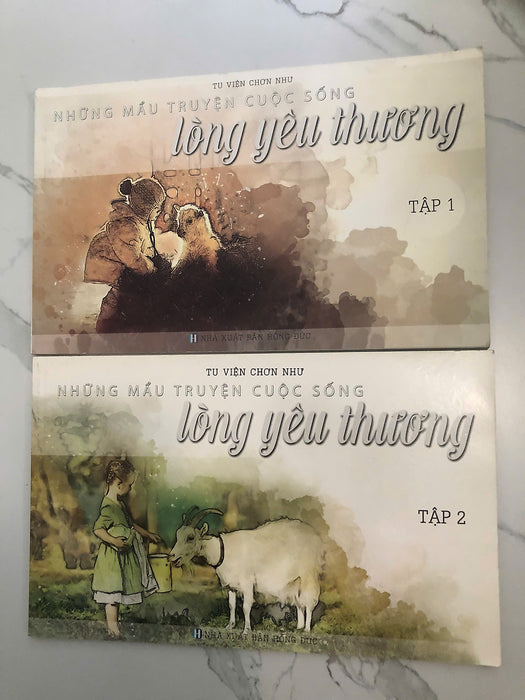 TU VIỆN CHƠN NHƯ
NHỮNG MẨU TRUYỆN CUỘC SỐNG
lòng yêu thương
TẬP 1
NHÀ XUẤT BẢN HỒNG ĐỨC
TU VIỆN CHƠN NHƯ
NHỮNG MẨU TRUYỆN CUỘC SỐNG
lòng yêu thương
TẬP 2
NHÀ XUẤT BẢN HỒNG ĐỨC